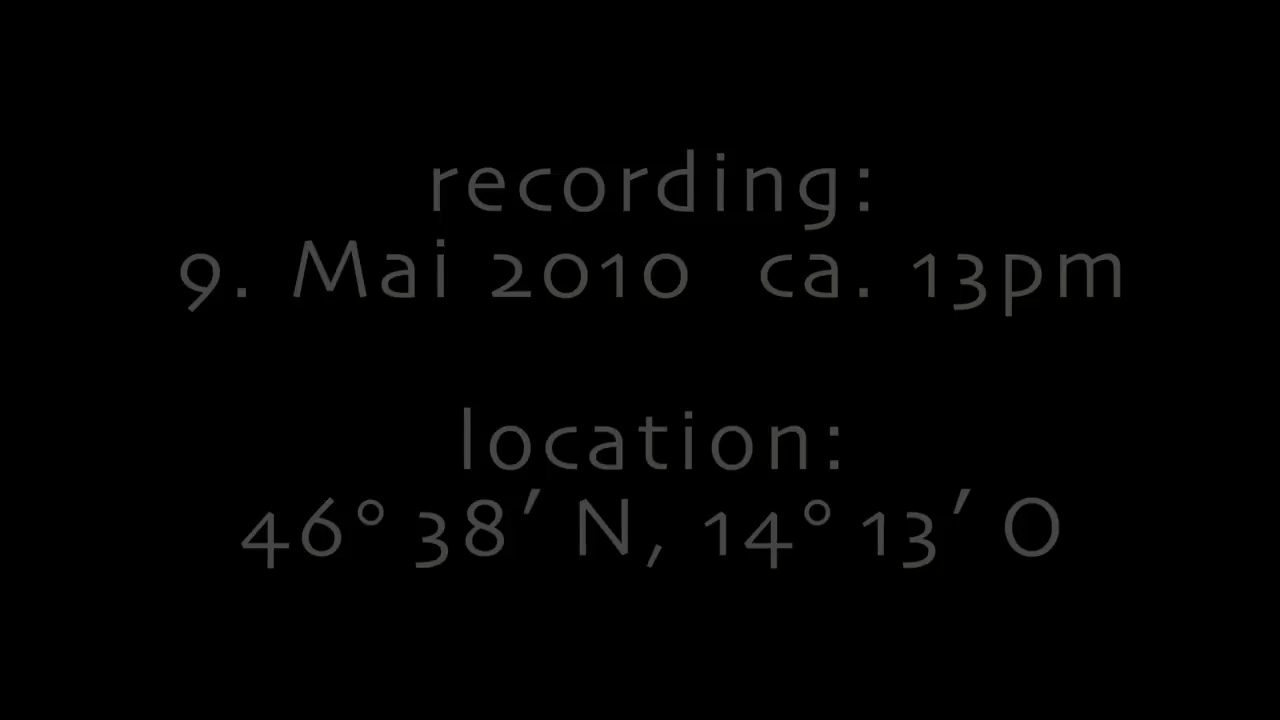 recording:
9. Mai 2010 ca. 13pm
location:
46° 38′ N, 14° 13′ O